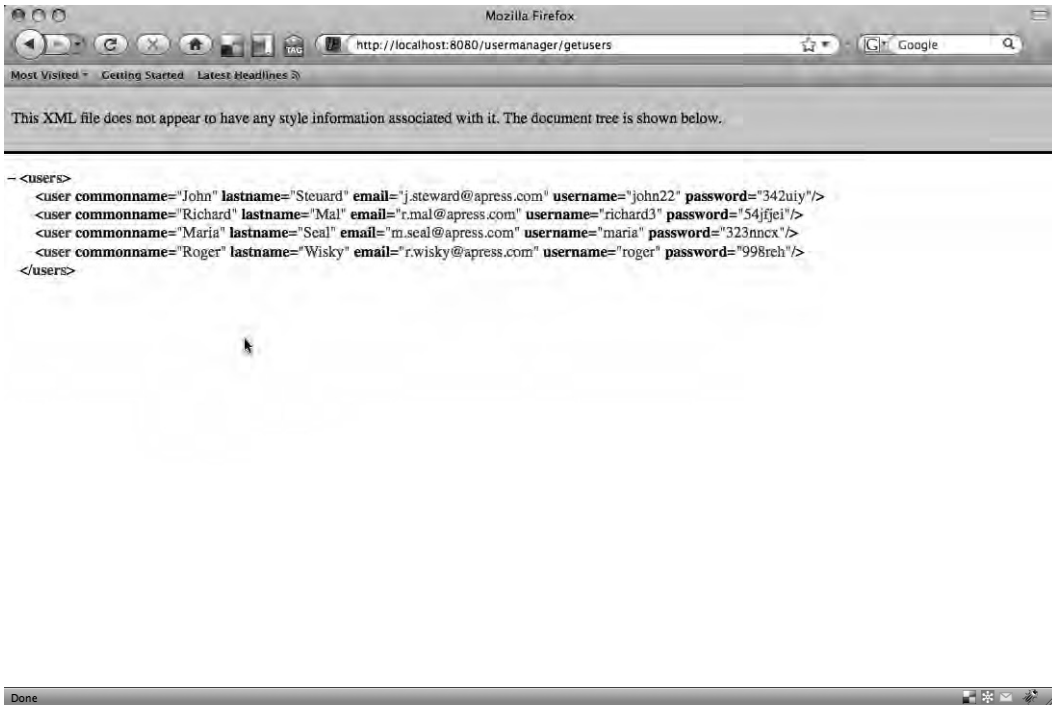 Mozilla Firefox
TAG
http://localhost:8080/usermanager/getusers
G Google
Most Visited Getting Started Latest Headlines
This XML file does not appear to have any style information associated with it. The document tree is shown below.
– <users>
<user commonname="John" lastname="Steuard" email="j.steward@apress.com" username="john22" password="342uiy"/>
<user commonname="Richard" lastname="Mal" email="r.mal@apress.com" username="richard3" password="54jfjei"/>
<user commonname="Maria" lastname="Seal" email="m.seal@apress.com" username="maria" password="323nncx"/>
<user commonname="Roger" lastname="Wisky" email="r.wisky@apress.com" username="roger" password="998reh"/>
</users>
Done